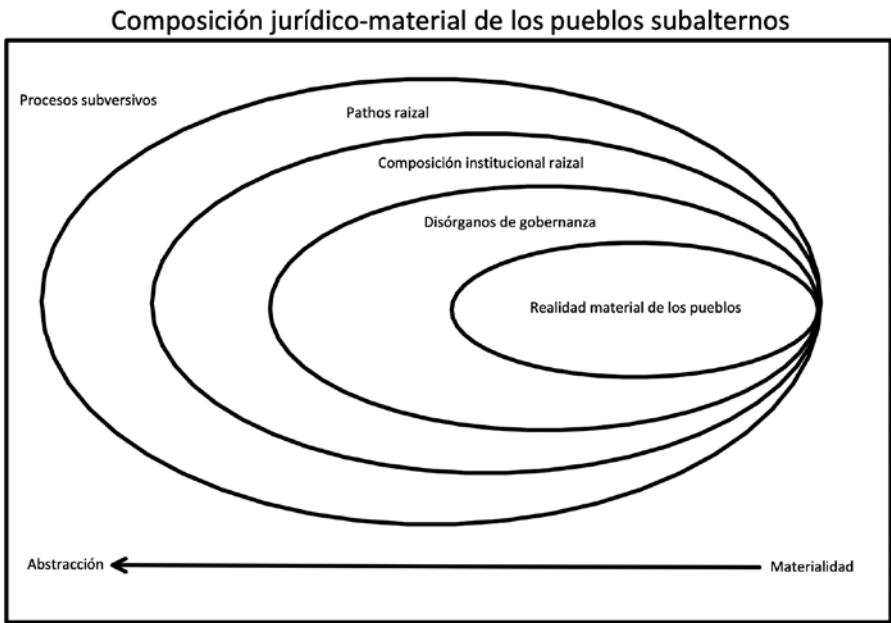 Composición jurídico-material de los pueblos subalternos
Procesos subversivos
Pathos raizal
Composición institucional raizal
Disórganos de gobernanza
Realidad material de los pueblos
Abstracción
Materialidad